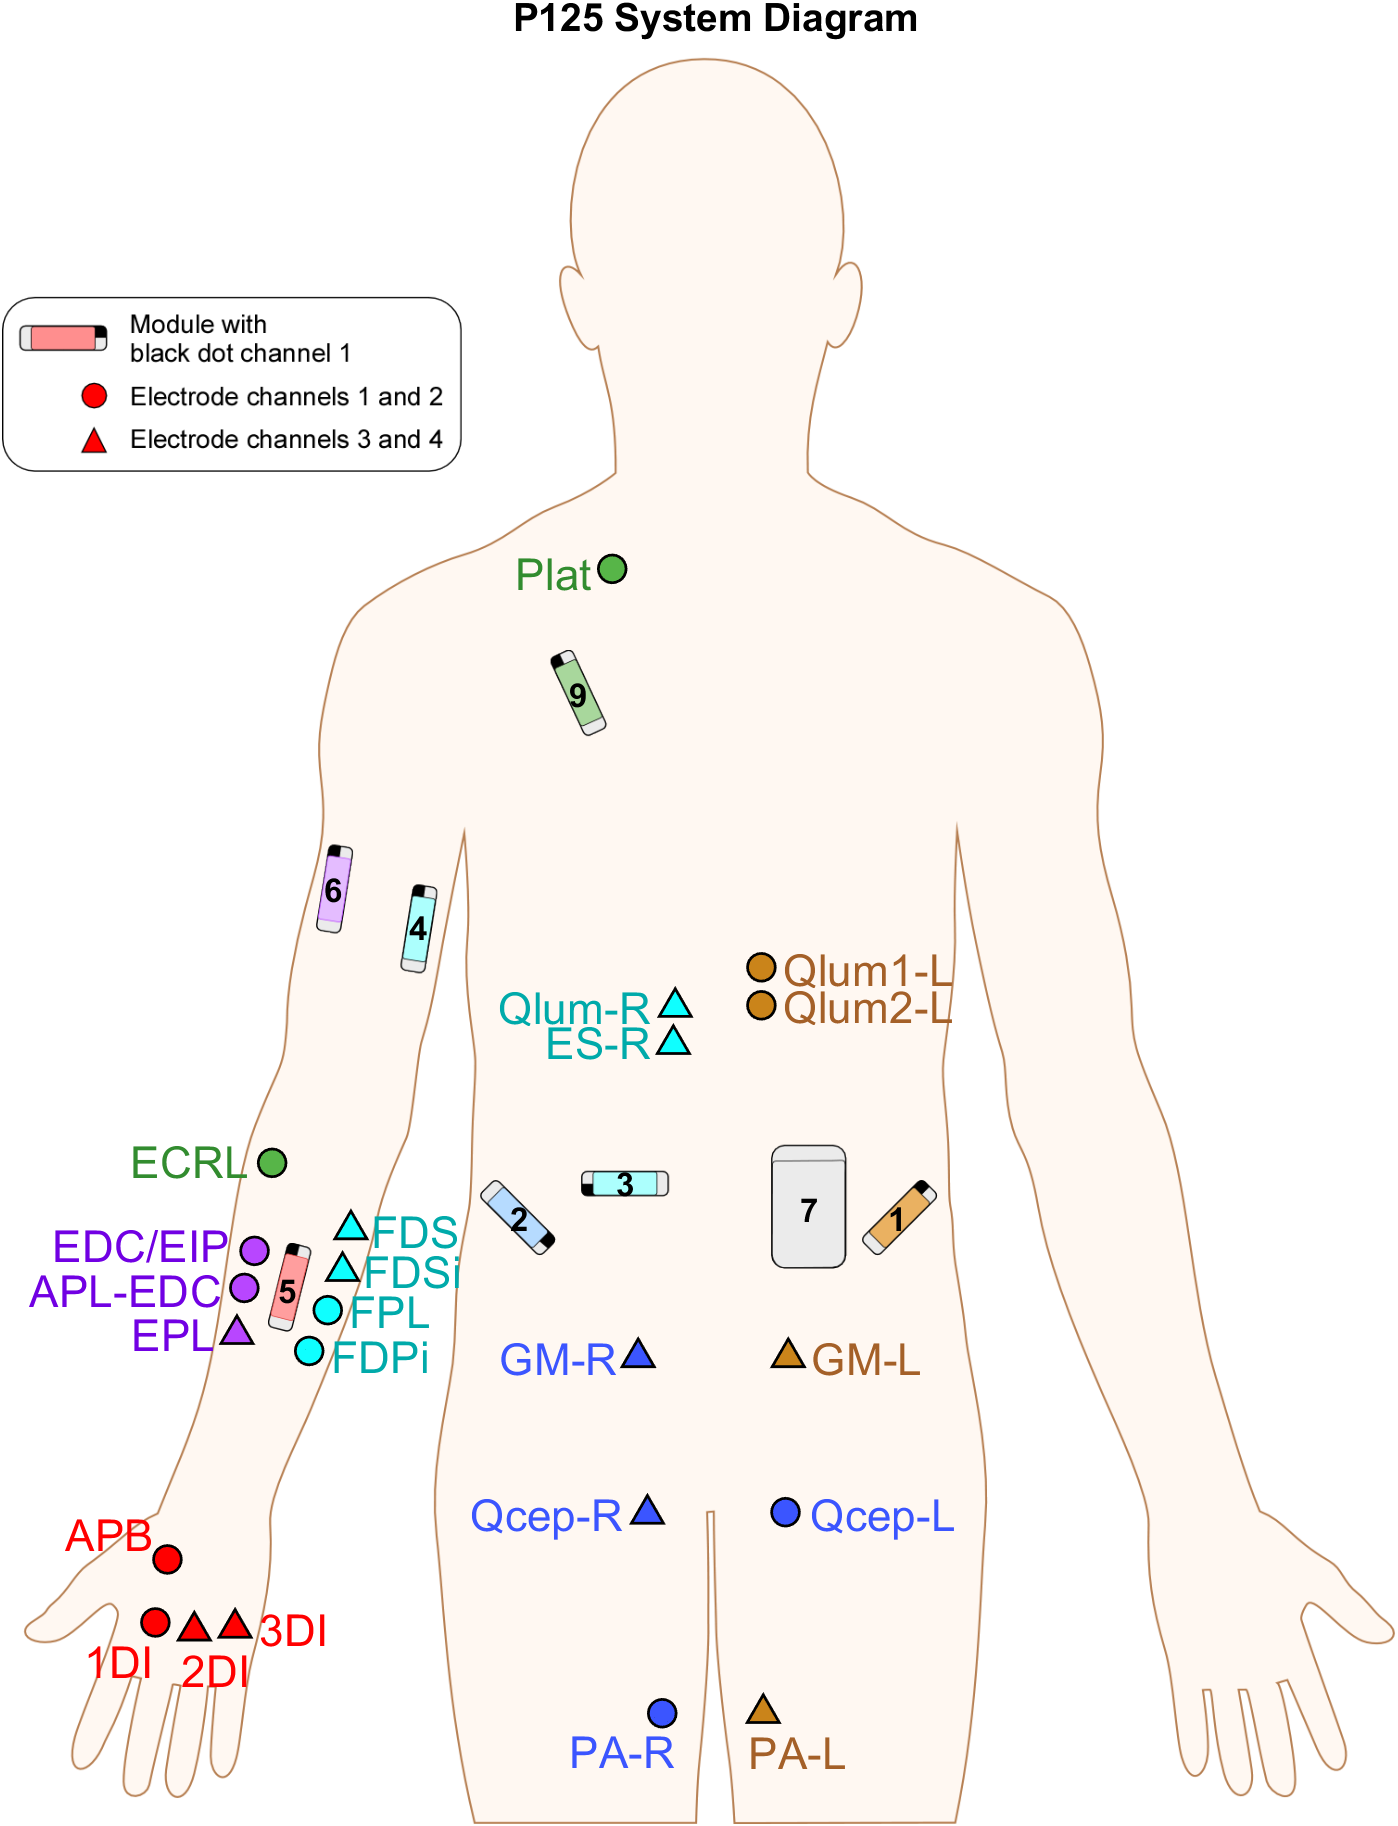 P125 System Diagram
Module with
black dot channel 1
Electrode channels 1 and 2
Electrode channels 3 and 4
Plat
9
6
4
Qlum1-L
Qlum-R
Qlum2-L
ES-R
ECRL
3
2
7
1
FDS
EDC/EIP
FDSi
APL-EDC
5
FPL
EPL
FDPi
GM-R
GM-L
Qcep-R
Qcep-L
APB
3DI
1DI
2DI
PA-R
PA-L